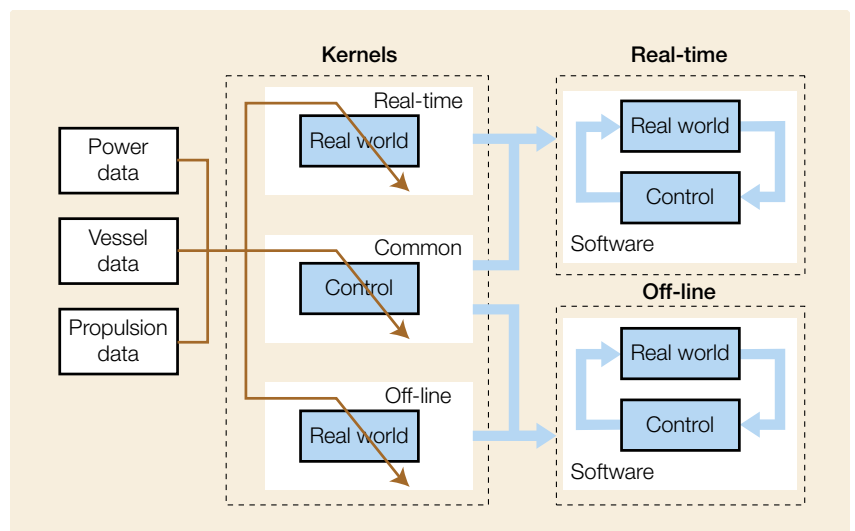 Kernels
Real-time
Real-time
Real world
Power
data
Vessel
data
Propulsion
data
Common
Control
Off-line
Real world
Real world
Control
Software
Off-line
Real world
Control
Software